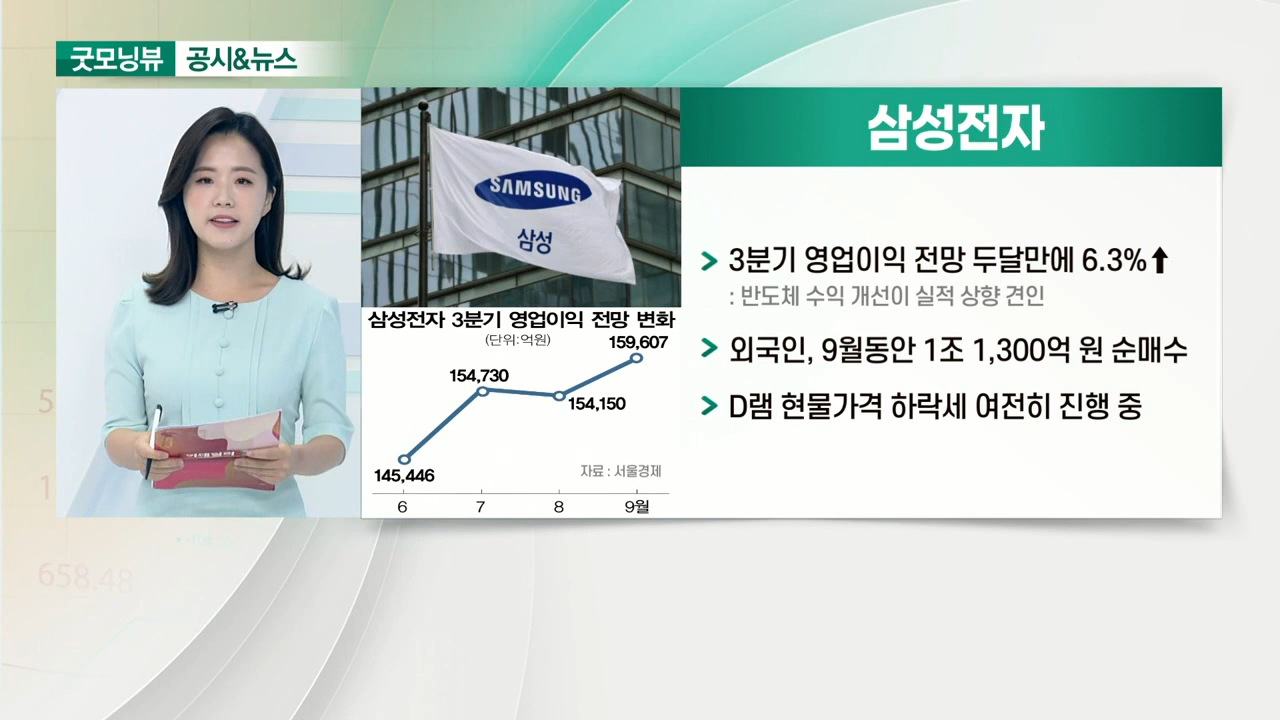 굿모닝뷰 공시&뉴스
SAMSUNG
삼성
삼성전자 3분기 영업이익 전망 변화
(단위:억원)
159,607
154,730
154,150
145,446
자료 : 서울경제
6 7 8 9월
삼성전자
3분기 영업이익 전망 두달만에 6.3%↑
: 반도체 수익 개선이 실적 상향 견인
외국인, 9월동안 1조 1,300억 원 순매수
D램 현물가격 하락세 여전히 진행 중
658.48